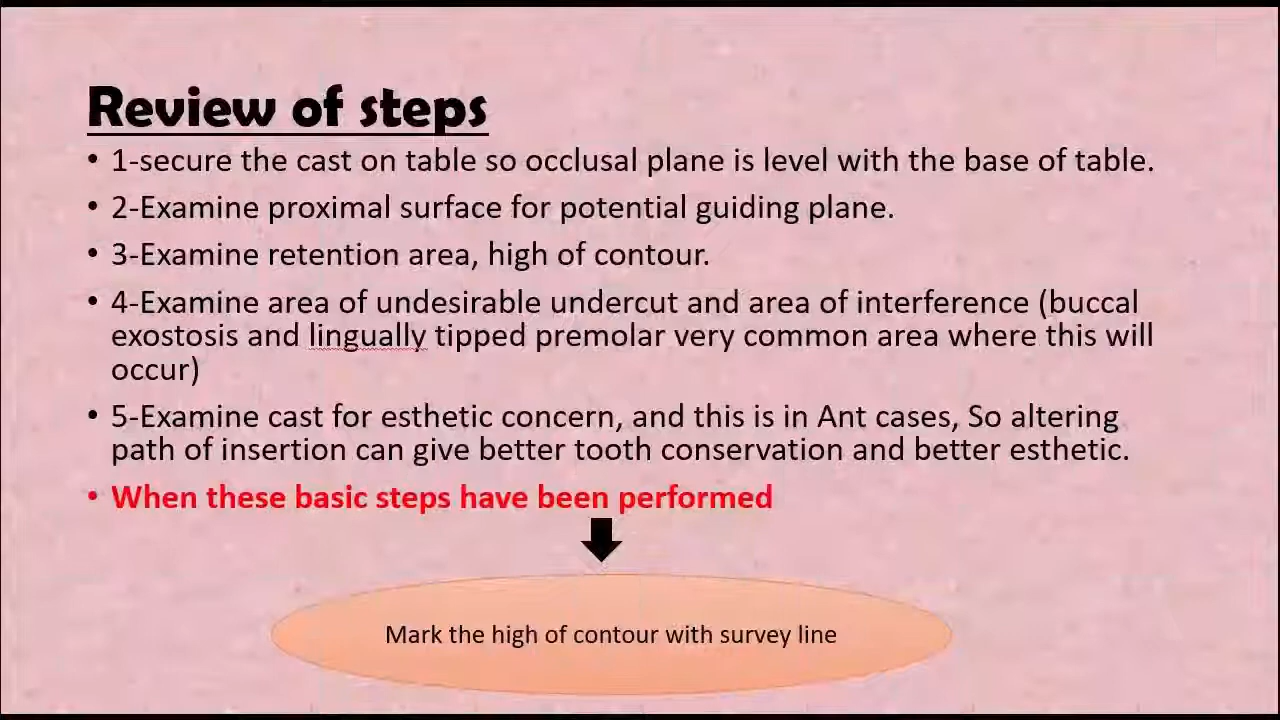 Review of steps
• 1-secure the cast on table so occlusal plane is level with the base of table.
• 2-Examine proximal surface for potential guiding plane.
• 3-Examine retention area, high of contour.
• 4-Examine area of undesirable undercut and area of interference (buccal
exostosis and lingually tipped premolar very common area where this will
occur)
• 5-Examine cast for esthetic concern, and this is in Ant cases, So altering
path of insertion can give better tooth conservation and better esthetic.
• When these basic steps have been performed
Mark the high of contour with survey line